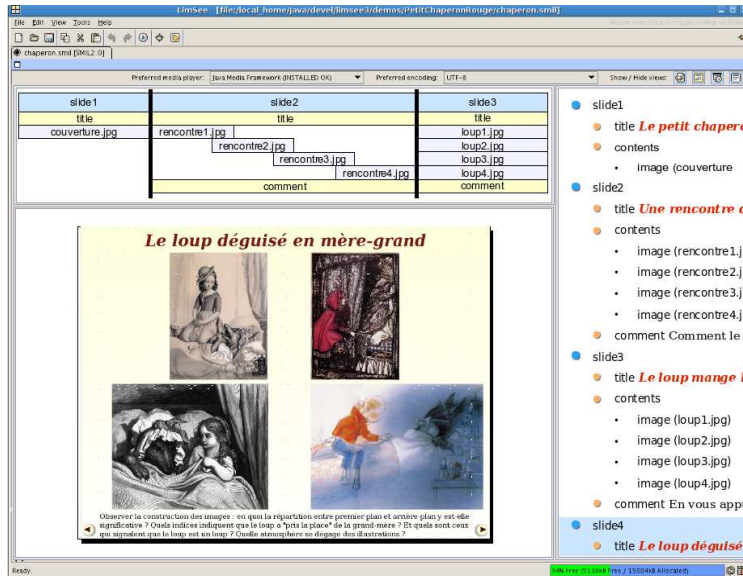 LimSee [file:/local_home/java/devel/limsee3/demos/PetitChaperonRouge/chaperon.smil]
File Edit View Tools Help
chaperon.smil [SMIL2.0]
Preferred media player: Java Media Framework (INSTALLED OK) Preferred encoding: UTF-8 Show / Hide views:
slide1 slide2 slide3
title title title
couverture.jpg rencontre1.jpg loup1.jpg
rencontre2.jpg loup2.jpg
rencontre3.jpg loup3.jpg
rencontre4.jpg loup4.jpg
comment comment
Le loup déguisé en mère-grand
Observer la construction des images : en quoi la répartition entre premier plan et arrière-plan y est-elle
significative ? Quels indices indiquent que le loup a "pris la place" de la grand-mère ? Et quels sont ceux
qui signalent que le loup est un loup ? Quelle atmosphère se dégage des illustrations ?
slide1
title Le petit chapero
contents
image (couverture
slide2
title Une rencontre
contents
image (rencontre1.j
image (rencontre2.j
image (rencontre3.j
image (rencontre4.j
comment Comment le
slide3
title Le loup mange
contents
image (loup1.jpg)
image (loup2.jpg)
image (loup3.jpg)
image (loup4.jpg)
comment En vous app
slide4
title Le loup déguisé
Ready.
94% Free (9136kB Free / 15004kB Allocated)